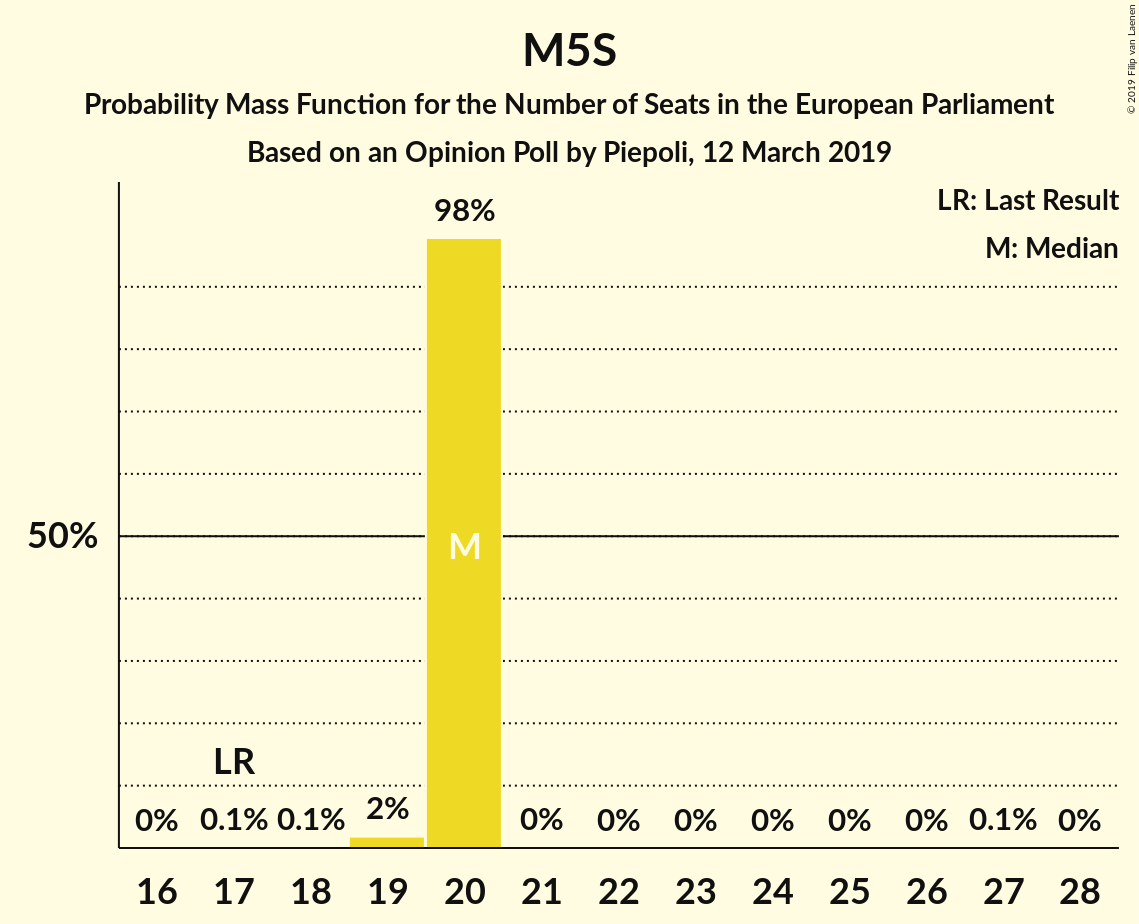 M5S
Probability Mass Function for the Number of Seats in the European Parliament
Based on an Opinion Poll by Piepoli, 12 March 2019
© 2019 Filip van Laenen
LR: Last Result
M: Median
98%
50%
M
LR
0% 0.1% 0.1% 2% 0% 0% 0% 0% 0% 0% 0.1% 0%
16 17 18 19 20 21 22 23 24 25 26 27 28